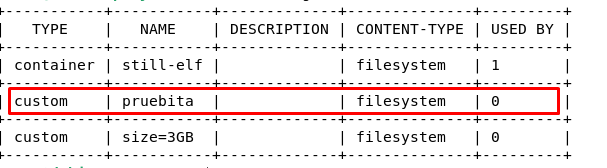 TYPE | NAME | DESCRIPTION | CONTENT-TYPE | USED BY |
container | still-elf | | filesystem | 1 |
custom | pruebita | | filesystem | 0
custom | size=3GB | | filesystem | 0 |